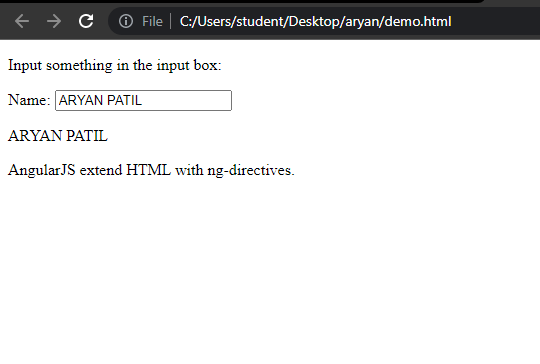 File C:/Users/student/Desktop/aryan/demo.html
Input something in the input box:
Name: ARYAN PATIL
ARYAN PATIL
AngularJS extend HTML with ng-directives.